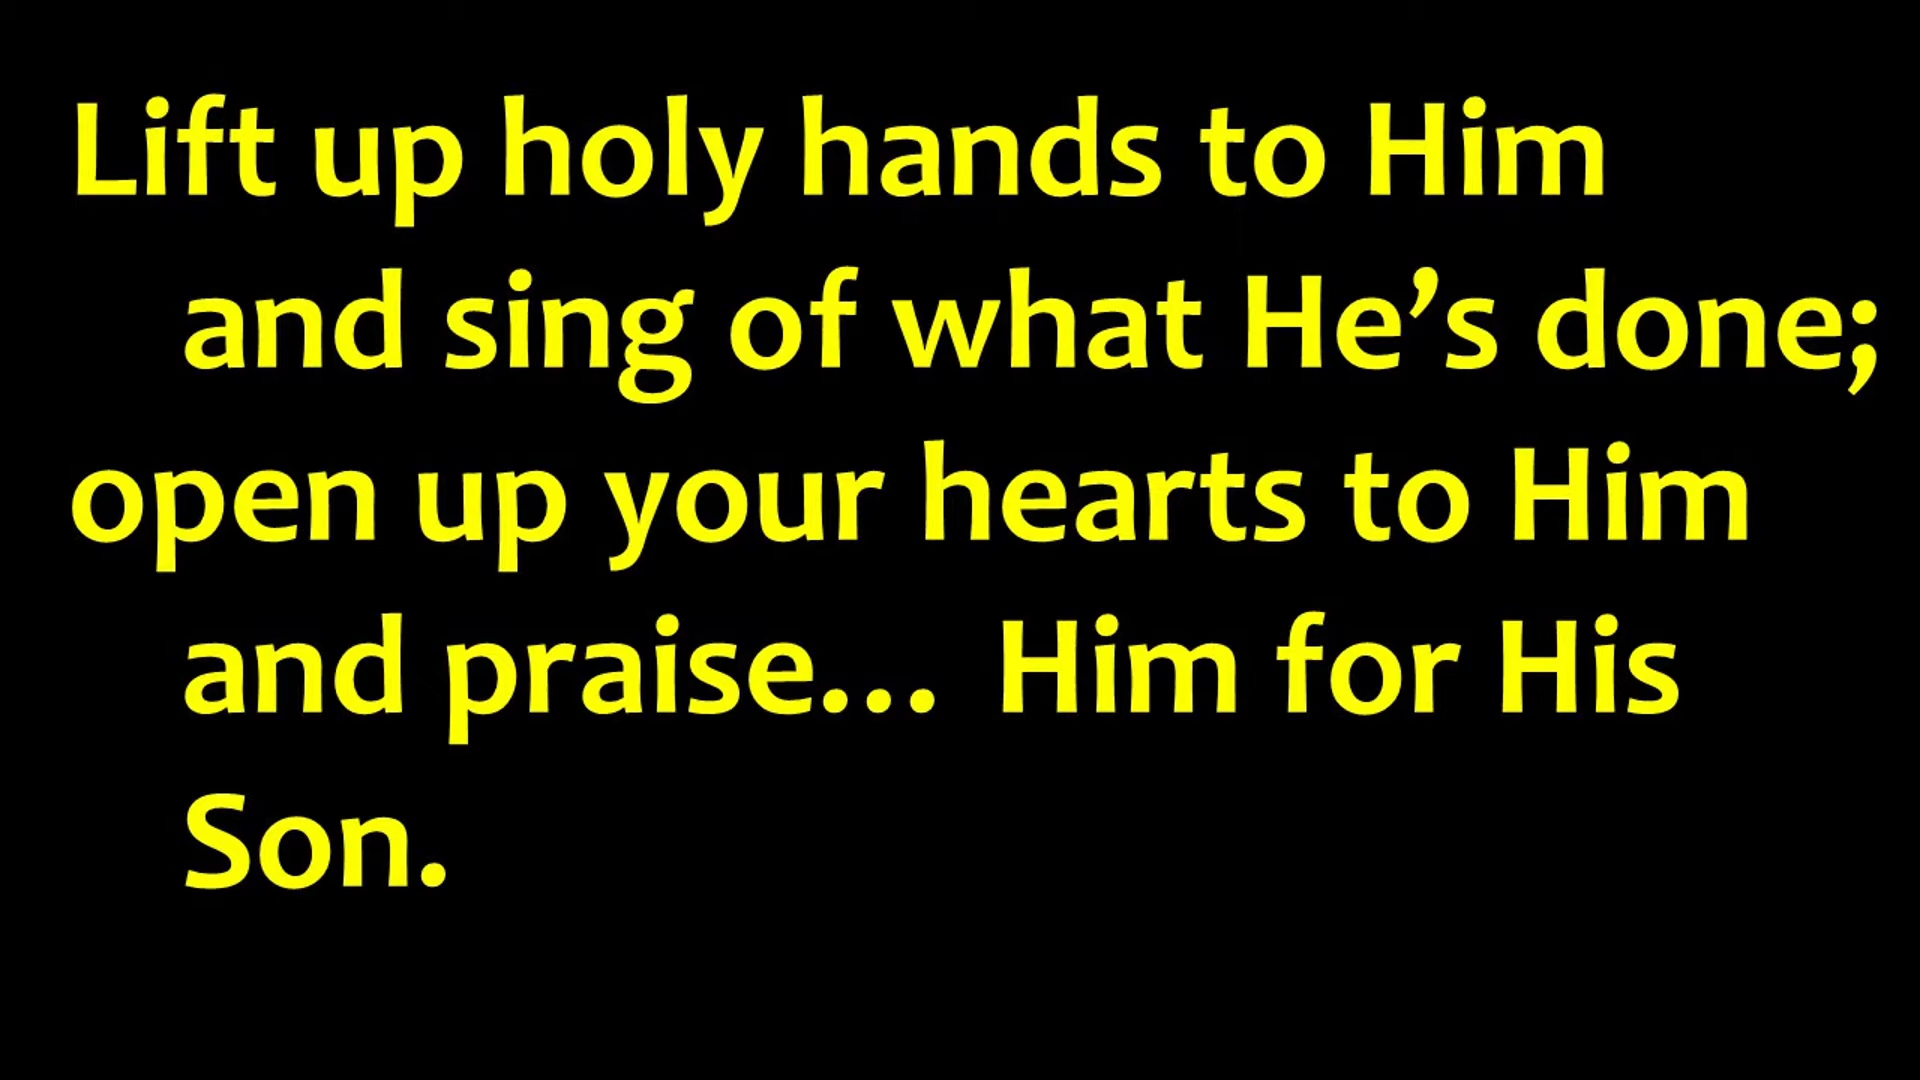 Lift up holy hands to Him
and sing of what He’s done;
open up your hearts to Him
and praise… Him for His
Son.